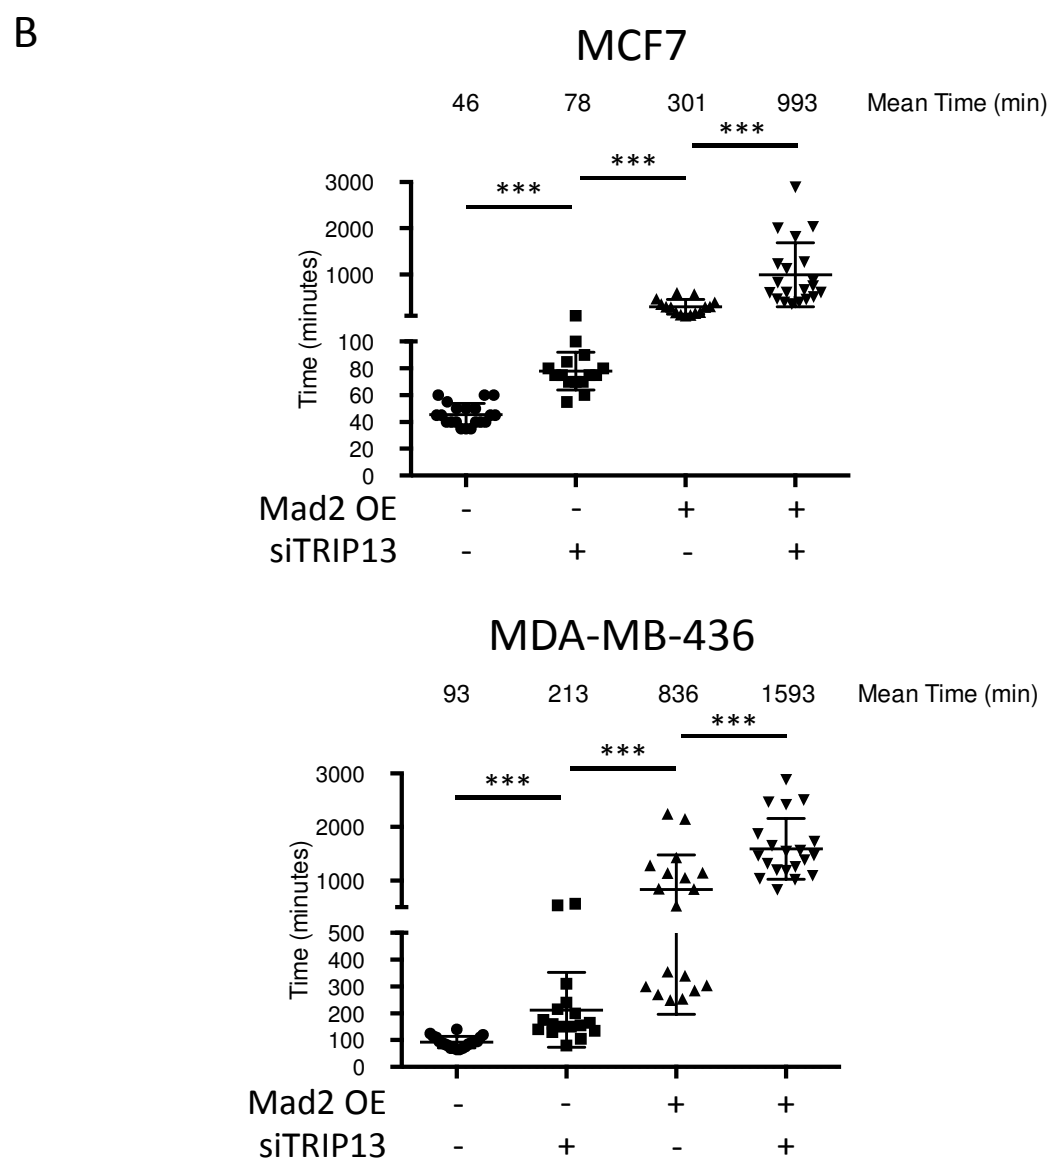 B
MCF7
46 78 301 993 Mean Time (min)
***
***
***
3000
2000
1000
100
80
60
40
20
0
Time (minutes)
Mad2 OE - - + +
siTRIP13 - + - +
MDA-MB-436
93 213 836 1593 Mean Time (min)
***
***
***
3000
2000
1000
500
400
300
200
100
0
Time (minutes)
Mad2 OE - - + +
siTRIP13 - + - +